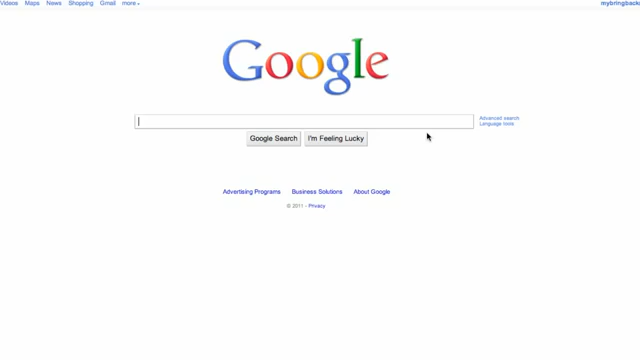 Videos Maps News Shopping Gmail more
mybringback
Google
Advanced search
Language tools
Google Search I'm Feeling Lucky
Advertising Programs Business Solutions About Google
© 2011 - Privacy